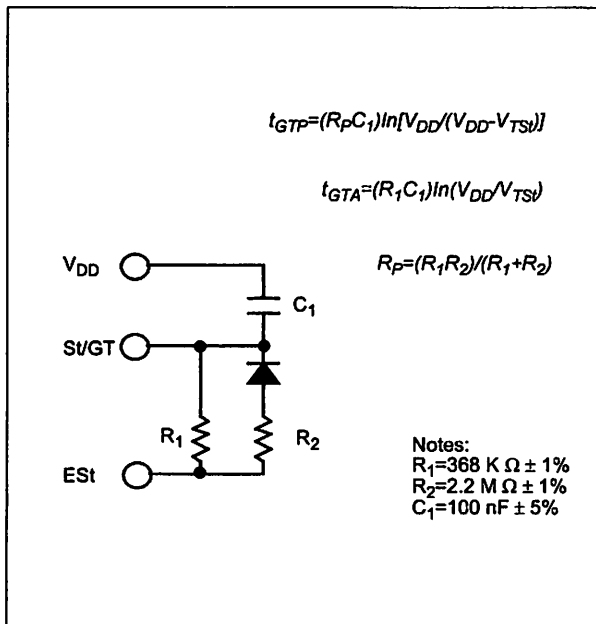 t_GTP=(R_PC_1)ln[V_DD/(V_DD-V_TSt)]
t_GTA=(R_1C_1)ln(V_DD/V_TSt)
R_P=(R_1R_2)/(R_1+R_2)
V_DD
C_1
St/GT
R_1
R_2
ESt
Notes:
R_1=368 K Ω ± 1%
R_2=2.2 M Ω ± 1%
C_1=100 nF ± 5%